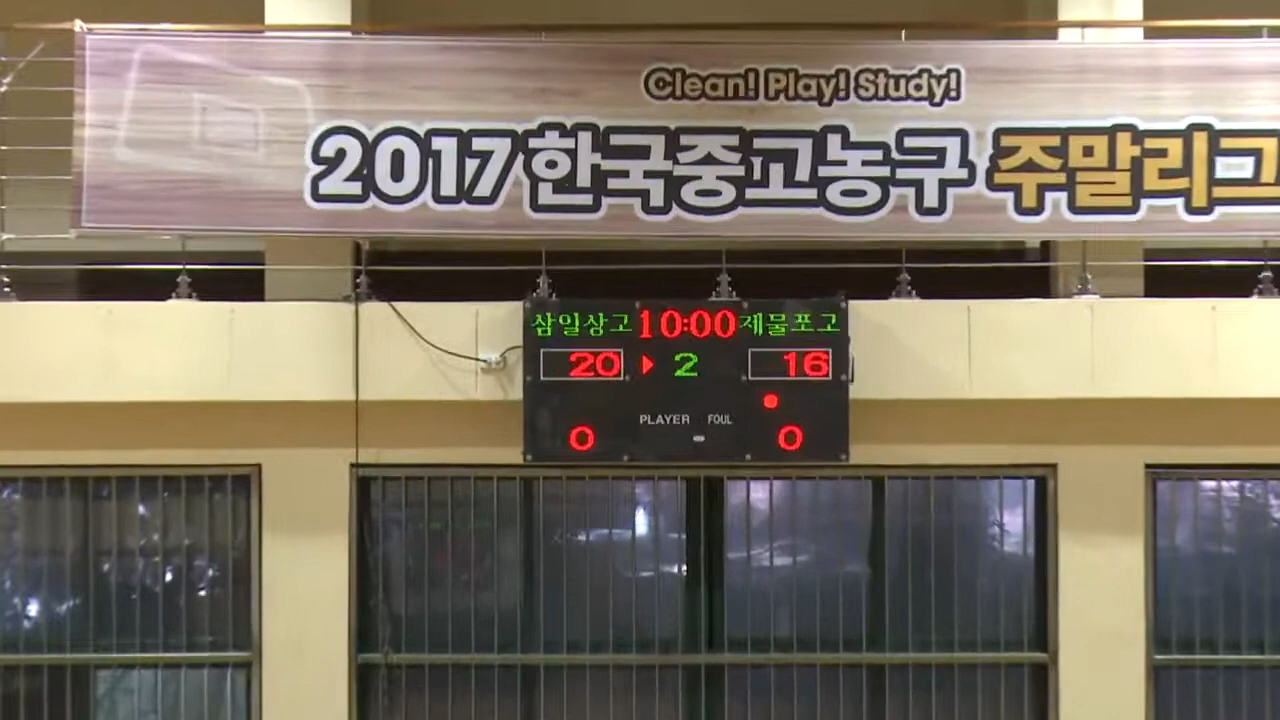 Clean! Play! Study!
2017 한국중고농구 주말리그
삼일상고 10:00 제물포고
20 2 16
PLAYER FOUL
0 0